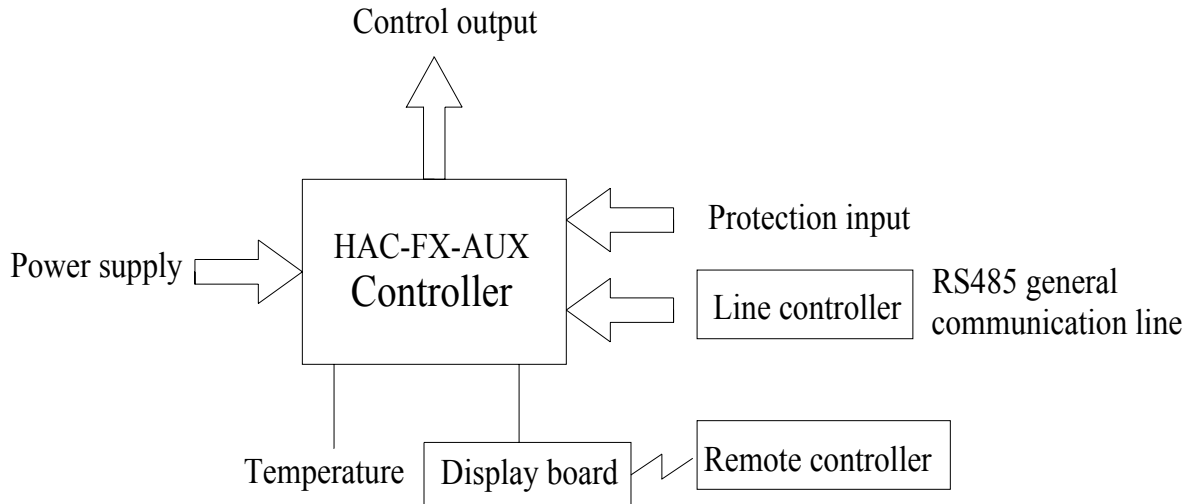 Control output
HAC-FX-AUX
Controller
Power supply
Protection input
Line controller
RS485 general
communication line
Temperature
Display board
Remote controller